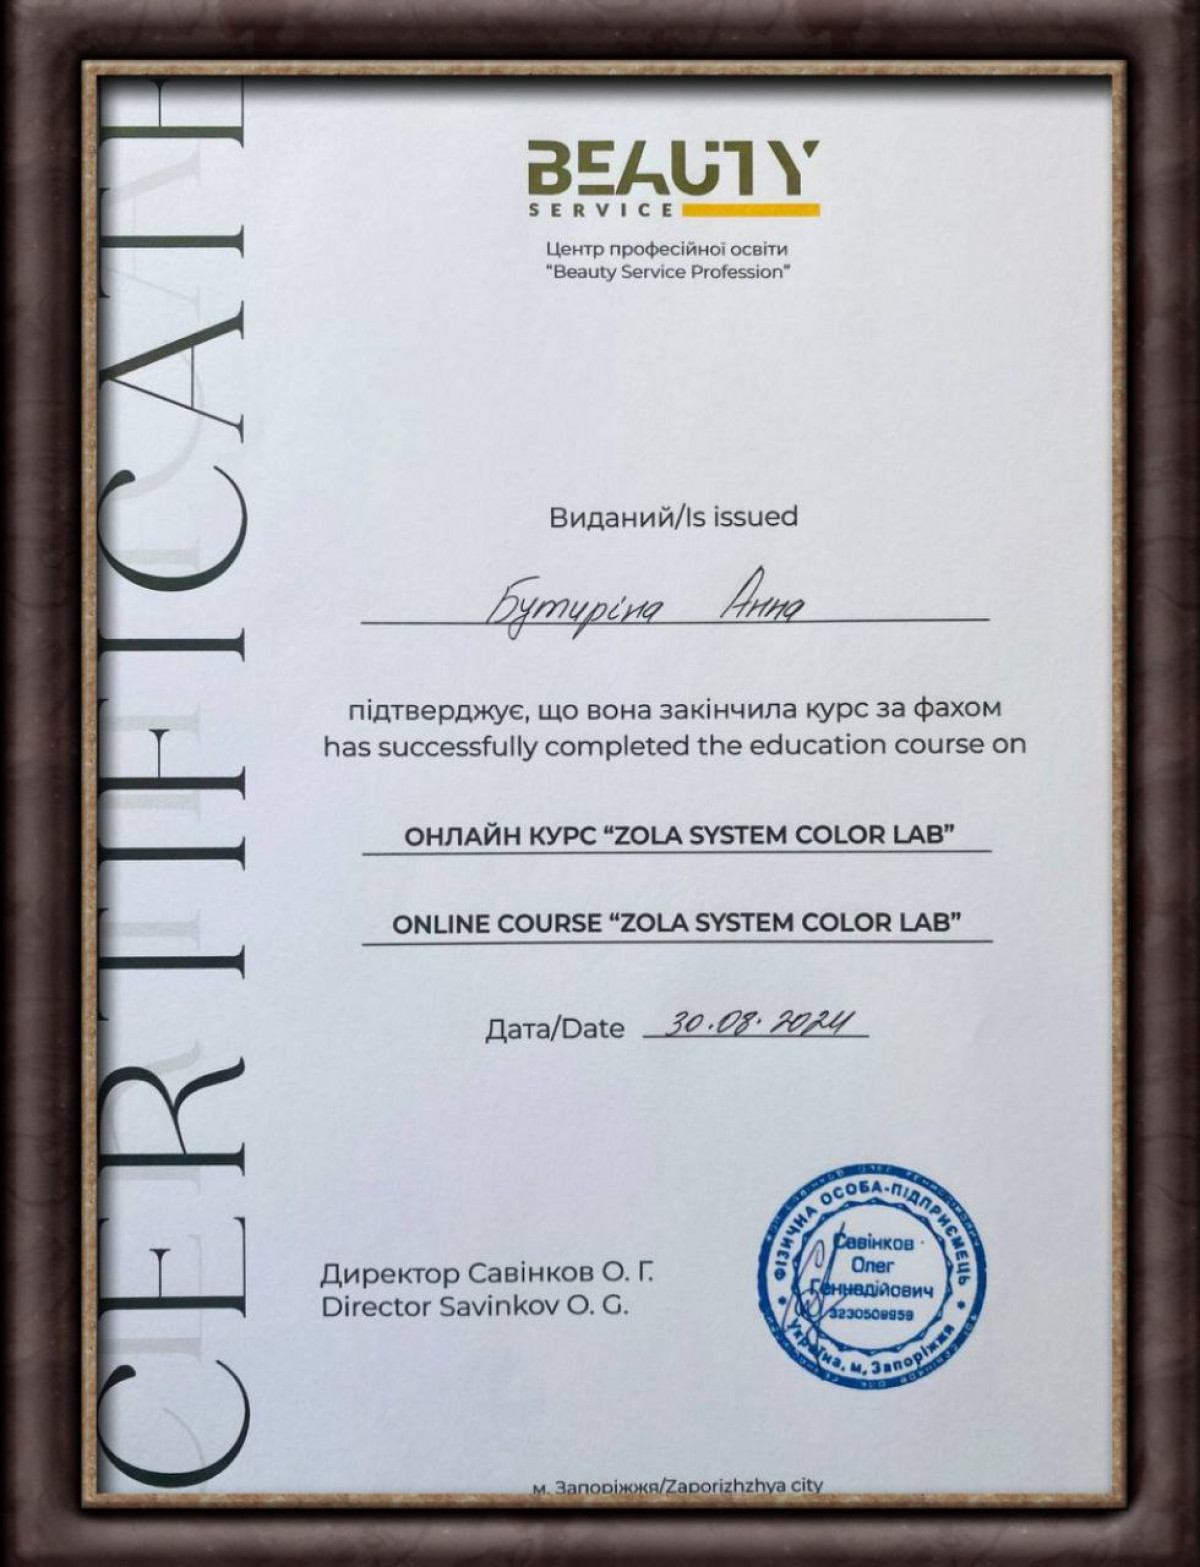 CERTIFICATE
BEAUTY
SERVICE
Центр професійної освіти
“Beauty Service Profession”
Виданий/Is issued
Бутиріна Анна
підтверджує, що вона закінчила курс за фахом
has successfully completed the education course on
ОНЛАЙН КУРС “ZOLA SYSTEM COLOR LAB”
ONLINE COURSE “ZOLA SYSTEM COLOR LAB”
Дата/Date 30.08.2024
Директор Савінков О. Г.
Director Savinkov O. G.
ФІЗИЧНА ОСОБА-ПІДПРИЄМЕЦЬ
Савінков
Олег
Геннадійович
3230509959
Україна, м. Запоріжжя
м. Запоріжжя/Zaporizhzhya city